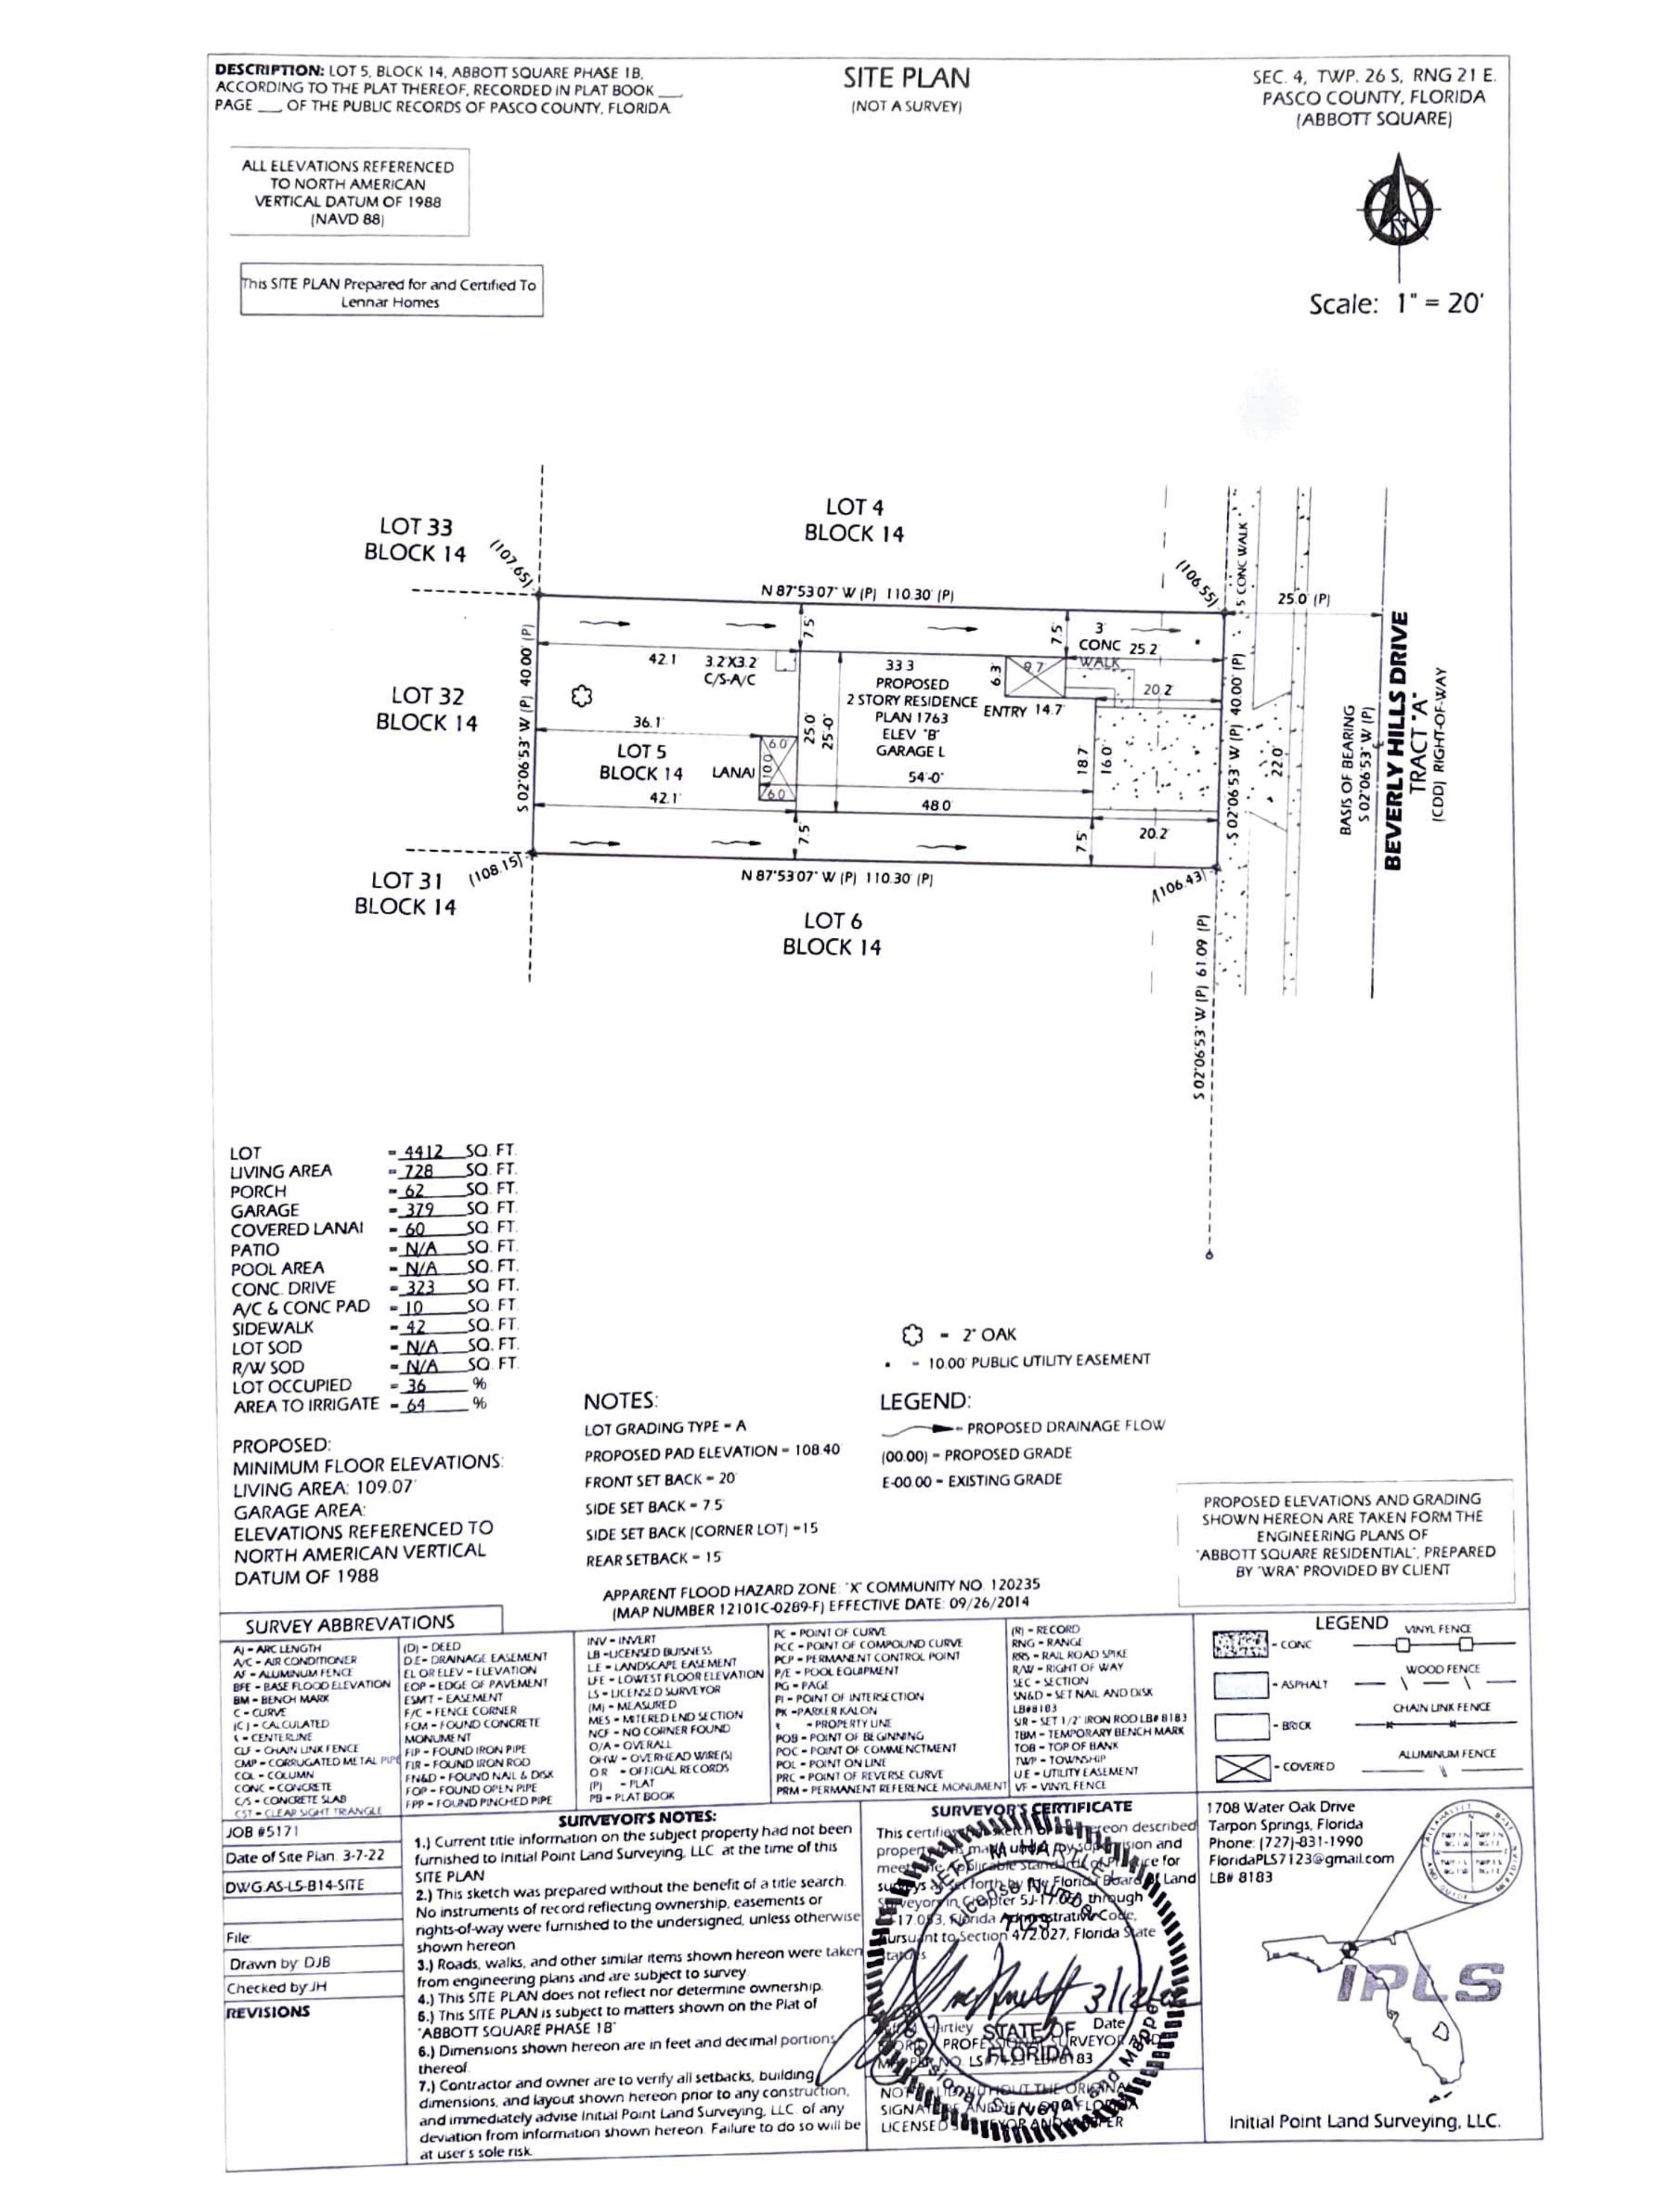 DESCRIPTION: LOT 5, BLOCK 14, ABBOTT SQUARE PHASE 1B,
ACCORDING TO THE PLAT THEREOF, RECORDED IN PLAT BOOK ___
PAGE ___ OF THE PUBLIC RECORDS OF PASCO COUNTY, FLORIDA
SITE PLAN
(NOT A SURVEY)
SEC. 4, TWP. 26 S, RNG 21 E.
PASCO COUNTY, FLORIDA
(ABBOTT SQUARE)
ALL ELEVATIONS REFERENCED
TO NORTH AMERICAN
VERTICAL DATUM OF 1988
(NAVD 88)
This SITE PLAN Prepared for and Certified To
Lennar Homes
N
Scale: 1" = 20'
LOT 33
BLOCK 14
LOT 4
BLOCK 14
(107.65)
(106.55)
5' CONC WALK
N 87°53'07" W (P) 110.30' (P)
25.0' (P)
7.5'
7.5'
3'
CONC
WALK
25.2'
42.1
3.2'X3.2'
C/S-A/C
33.3
PROPOSED
2 STORY RESIDENCE
PLAN 1763
ELEV "B"
GARAGE L
6.3
9.7'
20.2'
ENTRY 14.7'
LOT 32
BLOCK 14
S 02°06'53" W (P) 40.00' (P)
36.1'
LOT 5
BLOCK 14
LANAI
6.0'
10.0
6.0'
25.0'
25'-0"
54'-0"
48.0
18.7
16.0'
42.1'
7.5'
7.5'
20.2'
S 02°06'53" W (P) 40.00' (P)
22.0'
BASIS OF BEARING
S 02°06'53" W (P)
BEVERLY HILLS DRIVE
TRACT "A"
(CDD) RIGHT-OF-WAY
LOT 31
BLOCK 14
(108.15)
N 87°53'07" W (P) 110.30' (P)
(106.43)
LOT 6
BLOCK 14
S 02°06'53" W (P) 61.09' (P)
LOT = 4412 SQ. FT.
LIVING AREA = 728 SQ. FT.
PORCH = 62 SQ. FT.
GARAGE = 379 SQ. FT.
COVERED LANAI = 60 SQ. FT.
PATIO = N/A SQ. FT.
POOL AREA = N/A SQ. FT.
CONC. DRIVE = 323 SQ. FT.
A/C & CONC PAD = 10 SQ. FT.
SIDEWALK = 42 SQ. FT.
LOT SOD = N/A SQ. FT.
R/W SOD = N/A SQ. FT.
LOT OCCUPIED = 36 %
AREA TO IRRIGATE = 64 %
= 2" OAK
= 10.00' PUBLIC UTILITY EASEMENT
PROPOSED:
MINIMUM FLOOR ELEVATIONS:
LIVING AREA: 109.07'
GARAGE AREA:
ELEVATIONS REFERENCED TO
NORTH AMERICAN VERTICAL
DATUM OF 1988
NOTES:
LOT GRADING TYPE = A
PROPOSED PAD ELEVATION = 108.40'
FRONT SET BACK = 20'
SIDE SET BACK = 7.5'
SIDE SET BACK (CORNER LOT) =15
REAR SETBACK = 15'
LEGEND:
= PROPOSED DRAINAGE FLOW
(00.00) = PROPOSED GRADE
E-00.00 = EXISTING GRADE
PROPOSED ELEVATIONS AND GRADING
SHOWN HEREON ARE TAKEN FORM THE
ENGINEERING PLANS OF
"ABBOTT SQUARE RESIDENTIAL", PREPARED
BY "WRA" PROVIDED BY CLIENT
APPARENT FLOOD HAZARD ZONE: "X" COMMUNITY NO. 120235
(MAP NUMBER 12101C-0289-F) EFFECTIVE DATE: 09/26/2014
SURVEY ABBREVATIONS
A) = ARC LENGTH
A/C = AIR CONDITIONER
AF = ALUMINUM FENCE
BFE = BASE FLOOD ELEVATION
BM = BENCH MARK
C = CURVE
(C) = CALCULATED
= CENTERLINE
CLF = CHAIN LINK FENCE
CMP = CORRUGATED METAL PIPE
COL = COLUMN
CONC = CONCRETE
C/S = CONCRETE SLAB
CST = CLEAR SIGHT TRIANGLE
(D) = DEED
D.E = DRAINAGE EASEMENT
EL OR ELEV = ELEVATION
EOP = EDGE OF PAVEMENT
ESMT = EASEMENT
F/C = FENCE CORNER
FCM = FOUND CONCRETE
MONUMENT
FIP = FOUND IRON PIPE
FIR = FOUND IRON ROD
FN&D = FOUND NAIL & DISK
FOP = FOUND OPEN PIPE
FPP = FOUND PINCHED PIPE
INV = INVERT
LB =LICENSED BUISNESS
L.E = LANDSCAPE EASEMENT
LFE = LOWEST FLOOR ELEVATION
LS = LICENSED SURVEYOR
(M) = MEASURED
MES = MITERED END SECTION
NCF = NO CORNER FOUND
O/A = OVERALL
OHW = OVERHEAD WIRE(S)
O R = OFFICIAL RECORDS
(P) = PLAT
PB = PLAT BOOK
PC = POINT OF CURVE
PCC = POINT OF COMPOUND CURVE
PCP = PERMANENT CONTROL POINT
P/E = POOL EQUIPMENT
PG = PAGE
PI = POINT OF INTERSECTION
PK =PARKER KALON
= PROPERTY LINE
POB = POINT OF BEGINNING
POC = POINT OF COMMENCTMENT
POL = POINT ON LINE
PRC = POINT OF REVERSE CURVE
PRM = PERMANENT REFERENCE MONUMENT
(R) = RECORD
RNG = RANGE
RRS = RAIL ROAD SPIKE
R/W = RIGHT OF WAY
SEC = SECTION
SN&D = SET NAIL AND DISK
LB#8183
SIR = SET 1/2" IRON ROD LB# 8183
TBM = TEMPORARY BENCH MARK
TOB = TOP OF BANK
TWP = TOWNSHIP
U.E = UTILITY EASEMENT
VF = VINYL FENCE
LEGEND
= CONC
= ASPHALT
= BRICK
= COVERED
VINYL FENCE
WOOD FENCE
CHAIN LINK FENCE
ALUMINUM FENCE
JOB #5171
Date of Site Plan: 3-7-22
DWG:AS-L5-B14-SITE
File:
Drawn by: DJB
Checked by:JH
REVISIONS
SURVEYOR'S NOTES:
1.) Current title information on the subject property had not been
furnished to Initial Point Land Surveying, LLC. at the time of this
SITE PLAN
2.) This sketch was prepared without the benefit of a title search.
No instruments of record reflecting ownership, easements or
rights-of-way were furnished to the undersigned, unless otherwise
shown hereon
3.) Roads, walks, and other similar items shown hereon were taken
from engineering plans and are subject to survey.
4.) This SITE PLAN does not reflect nor determine ownership.
5.) This SITE PLAN is subject to matters shown on the Plat of
"ABBOTT SQUARE PHASE 1B"
6.) Dimensions shown hereon are in feet and decimal portions
thereof.
7.) Contractor and owner are to verify all setbacks, building
dimensions, and layout shown hereon prior to any construction,
and immediately advise Initial Point Land Surveying, LLC. of any
deviation from information shown hereon. Failure to do so will be
at user's sole risk.
SURVEYOR'S CERTIFICATE
This certifies sketch of hereon described
property made under my supervision and
meets the Applicable Standards of Practice for
surveys as set forth by the Florida Board of Land
Surveyors in Chapter 5J-17 through
17.053, Florida Administrative Code,
pursuant to Section 472.027, Florida State
Date
PROFESSIONAL SURVEYOR AND
LICENSED
License Number
7123
STATE OF
FLORIDA
Surveyor and Mapper
1708 Water Oak Drive
Tarpon Springs, Florida
Phone: (727)-831-1990
FloridaPLS7123@gmail.com
LB# 8183
iPLS
Initial Point Land Surveying, LLC.